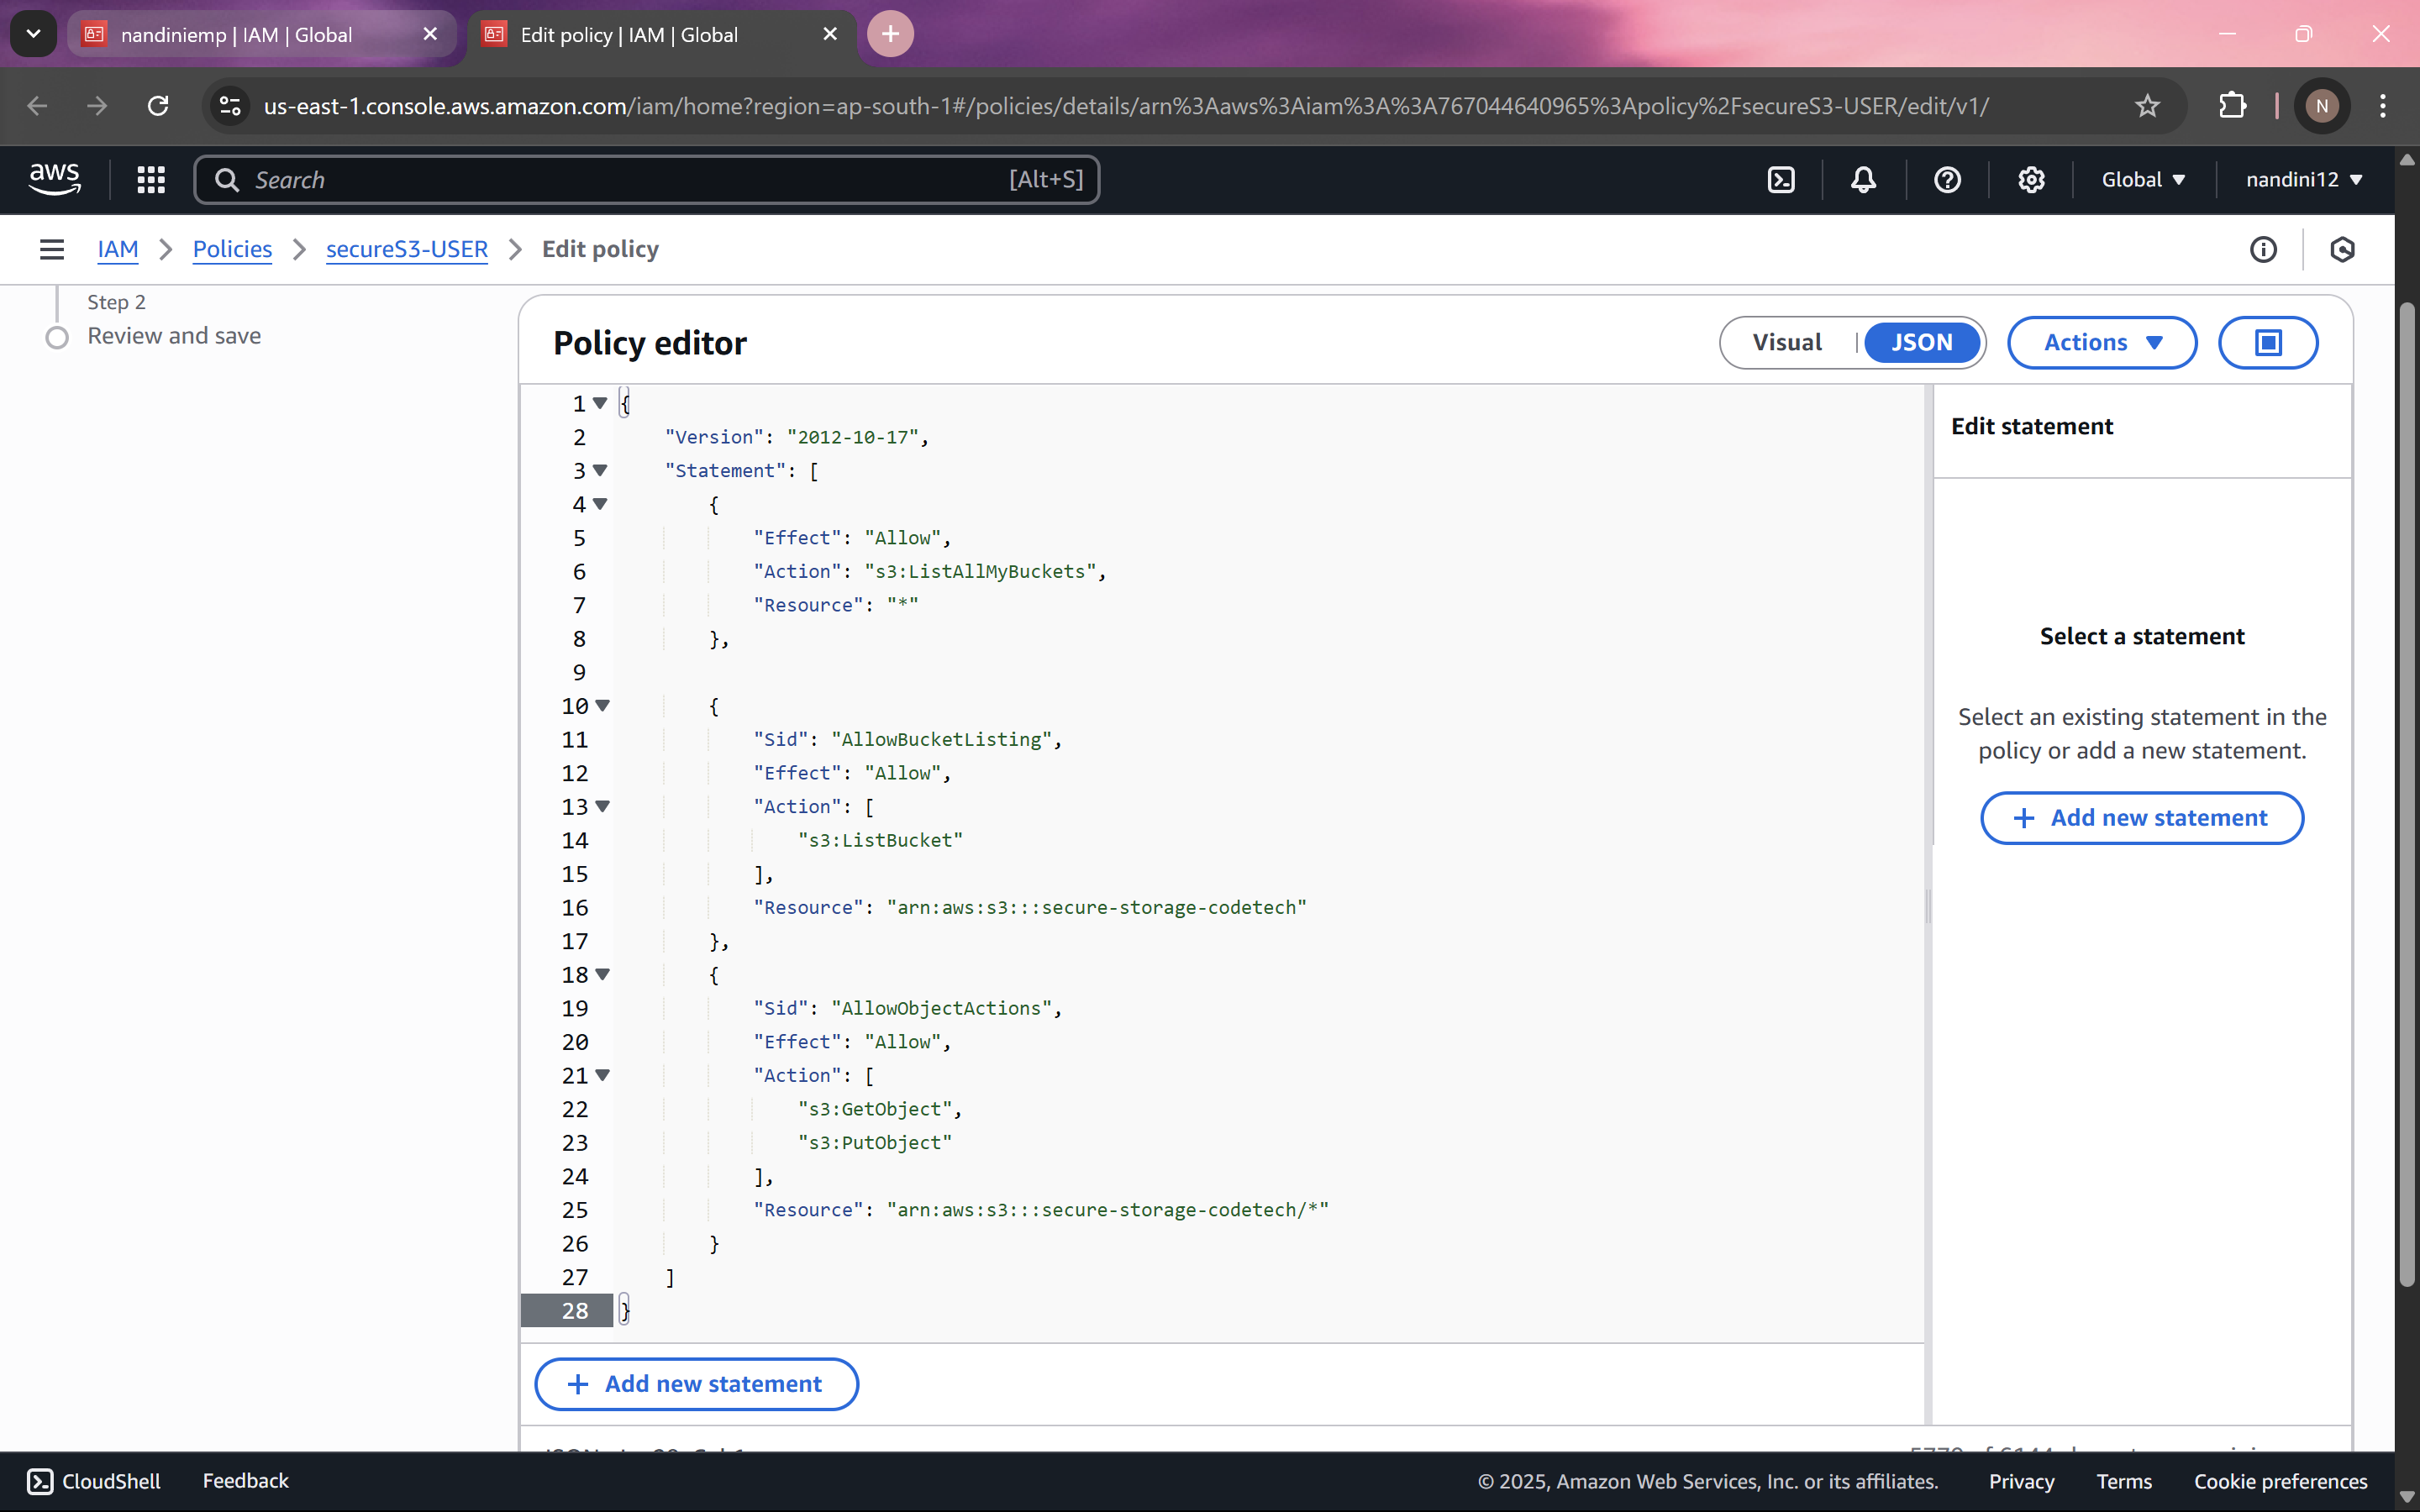 nandiniemp | IAM | Global
Edit policy | IAM | Global
us-east-1.console.aws.amazon.com/iam/home?region=ap-south-1#/policies/details/arn%3Aaws%3Aiam%3A%3A767044640965%3Apolicy%2FsecureS3-USER/edit/v1/
N
aws
Search
[Alt+S]
Global
nandini12
IAM
Policies
secureS3-USER
Edit policy
Step 2
Review and save
Policy editor
Visual
JSON
Actions
1 {
2 "Version": "2012-10-17",
3 "Statement": [
4 {
5 "Effect": "Allow",
6 "Action": "s3:ListAllMyBuckets",
7 "Resource": "*"
8 },
9
10 {
11 "Sid": "AllowBucketListing",
12 "Effect": "Allow",
13 "Action": [
14 "s3:ListBucket"
15 ],
16 "Resource": "arn:aws:s3:::secure-storage-codetech"
17 },
18 {
19 "Sid": "AllowObjectActions",
20 "Effect": "Allow",
21 "Action": [
22 "s3:GetObject",
23 "s3:PutObject"
24 ],
25 "Resource": "arn:aws:s3:::secure-storage-codetech/*"
26 }
27 ]
28 }
Edit statement
Select a statement
Select an existing statement in the
policy or add a new statement.
+ Add new statement
+ Add new statement
CloudShell
Feedback
© 2025, Amazon Web Services, Inc. or its affiliates.
Privacy
Terms
Cookie preferences